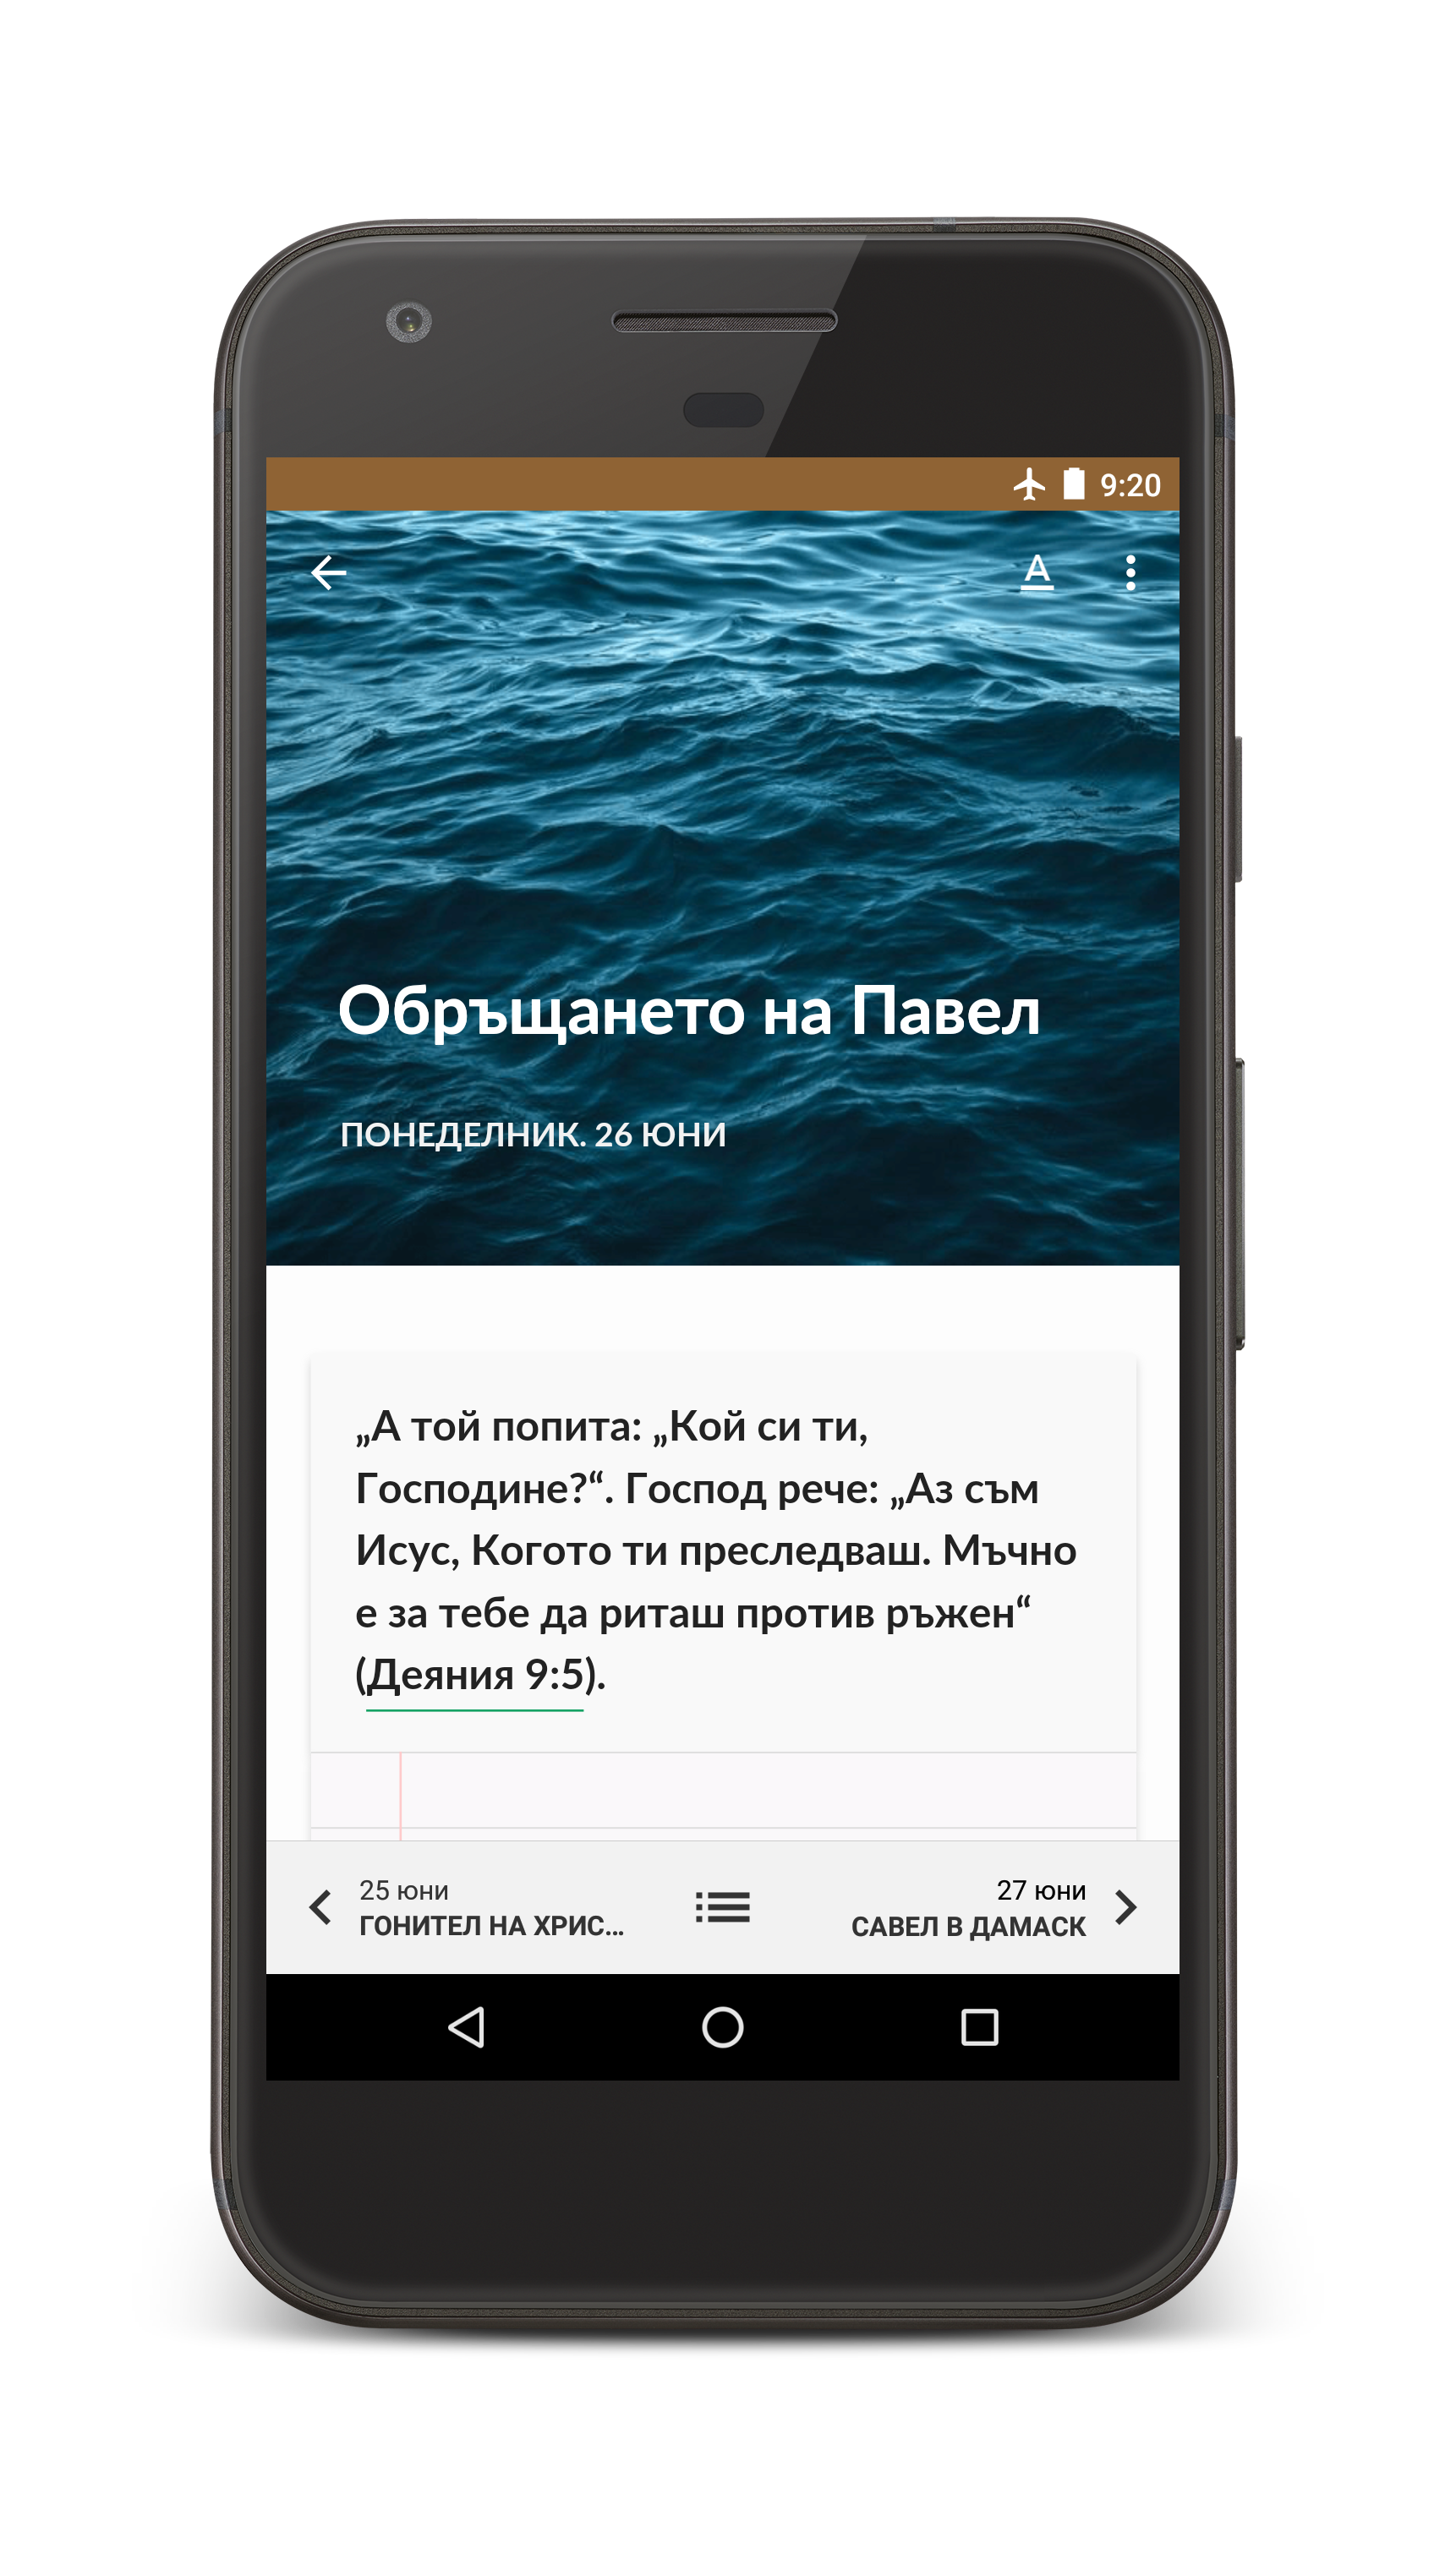 9:20
A
Обръщането на Павел
ПОНЕДЕЛНИК. 26 ЮНИ
„А той попита: „Кой си ти,
Господине?“. Господ рече: „Аз съм
Исус, Когото ти преследваш. Мъчно
е за тебе да риташ против ръжен“
(Деяния 9:5).
25 юни
ГОНИТЕЛ НА ХРИС...
27 юни
САВЕЛ В ДАМАСК